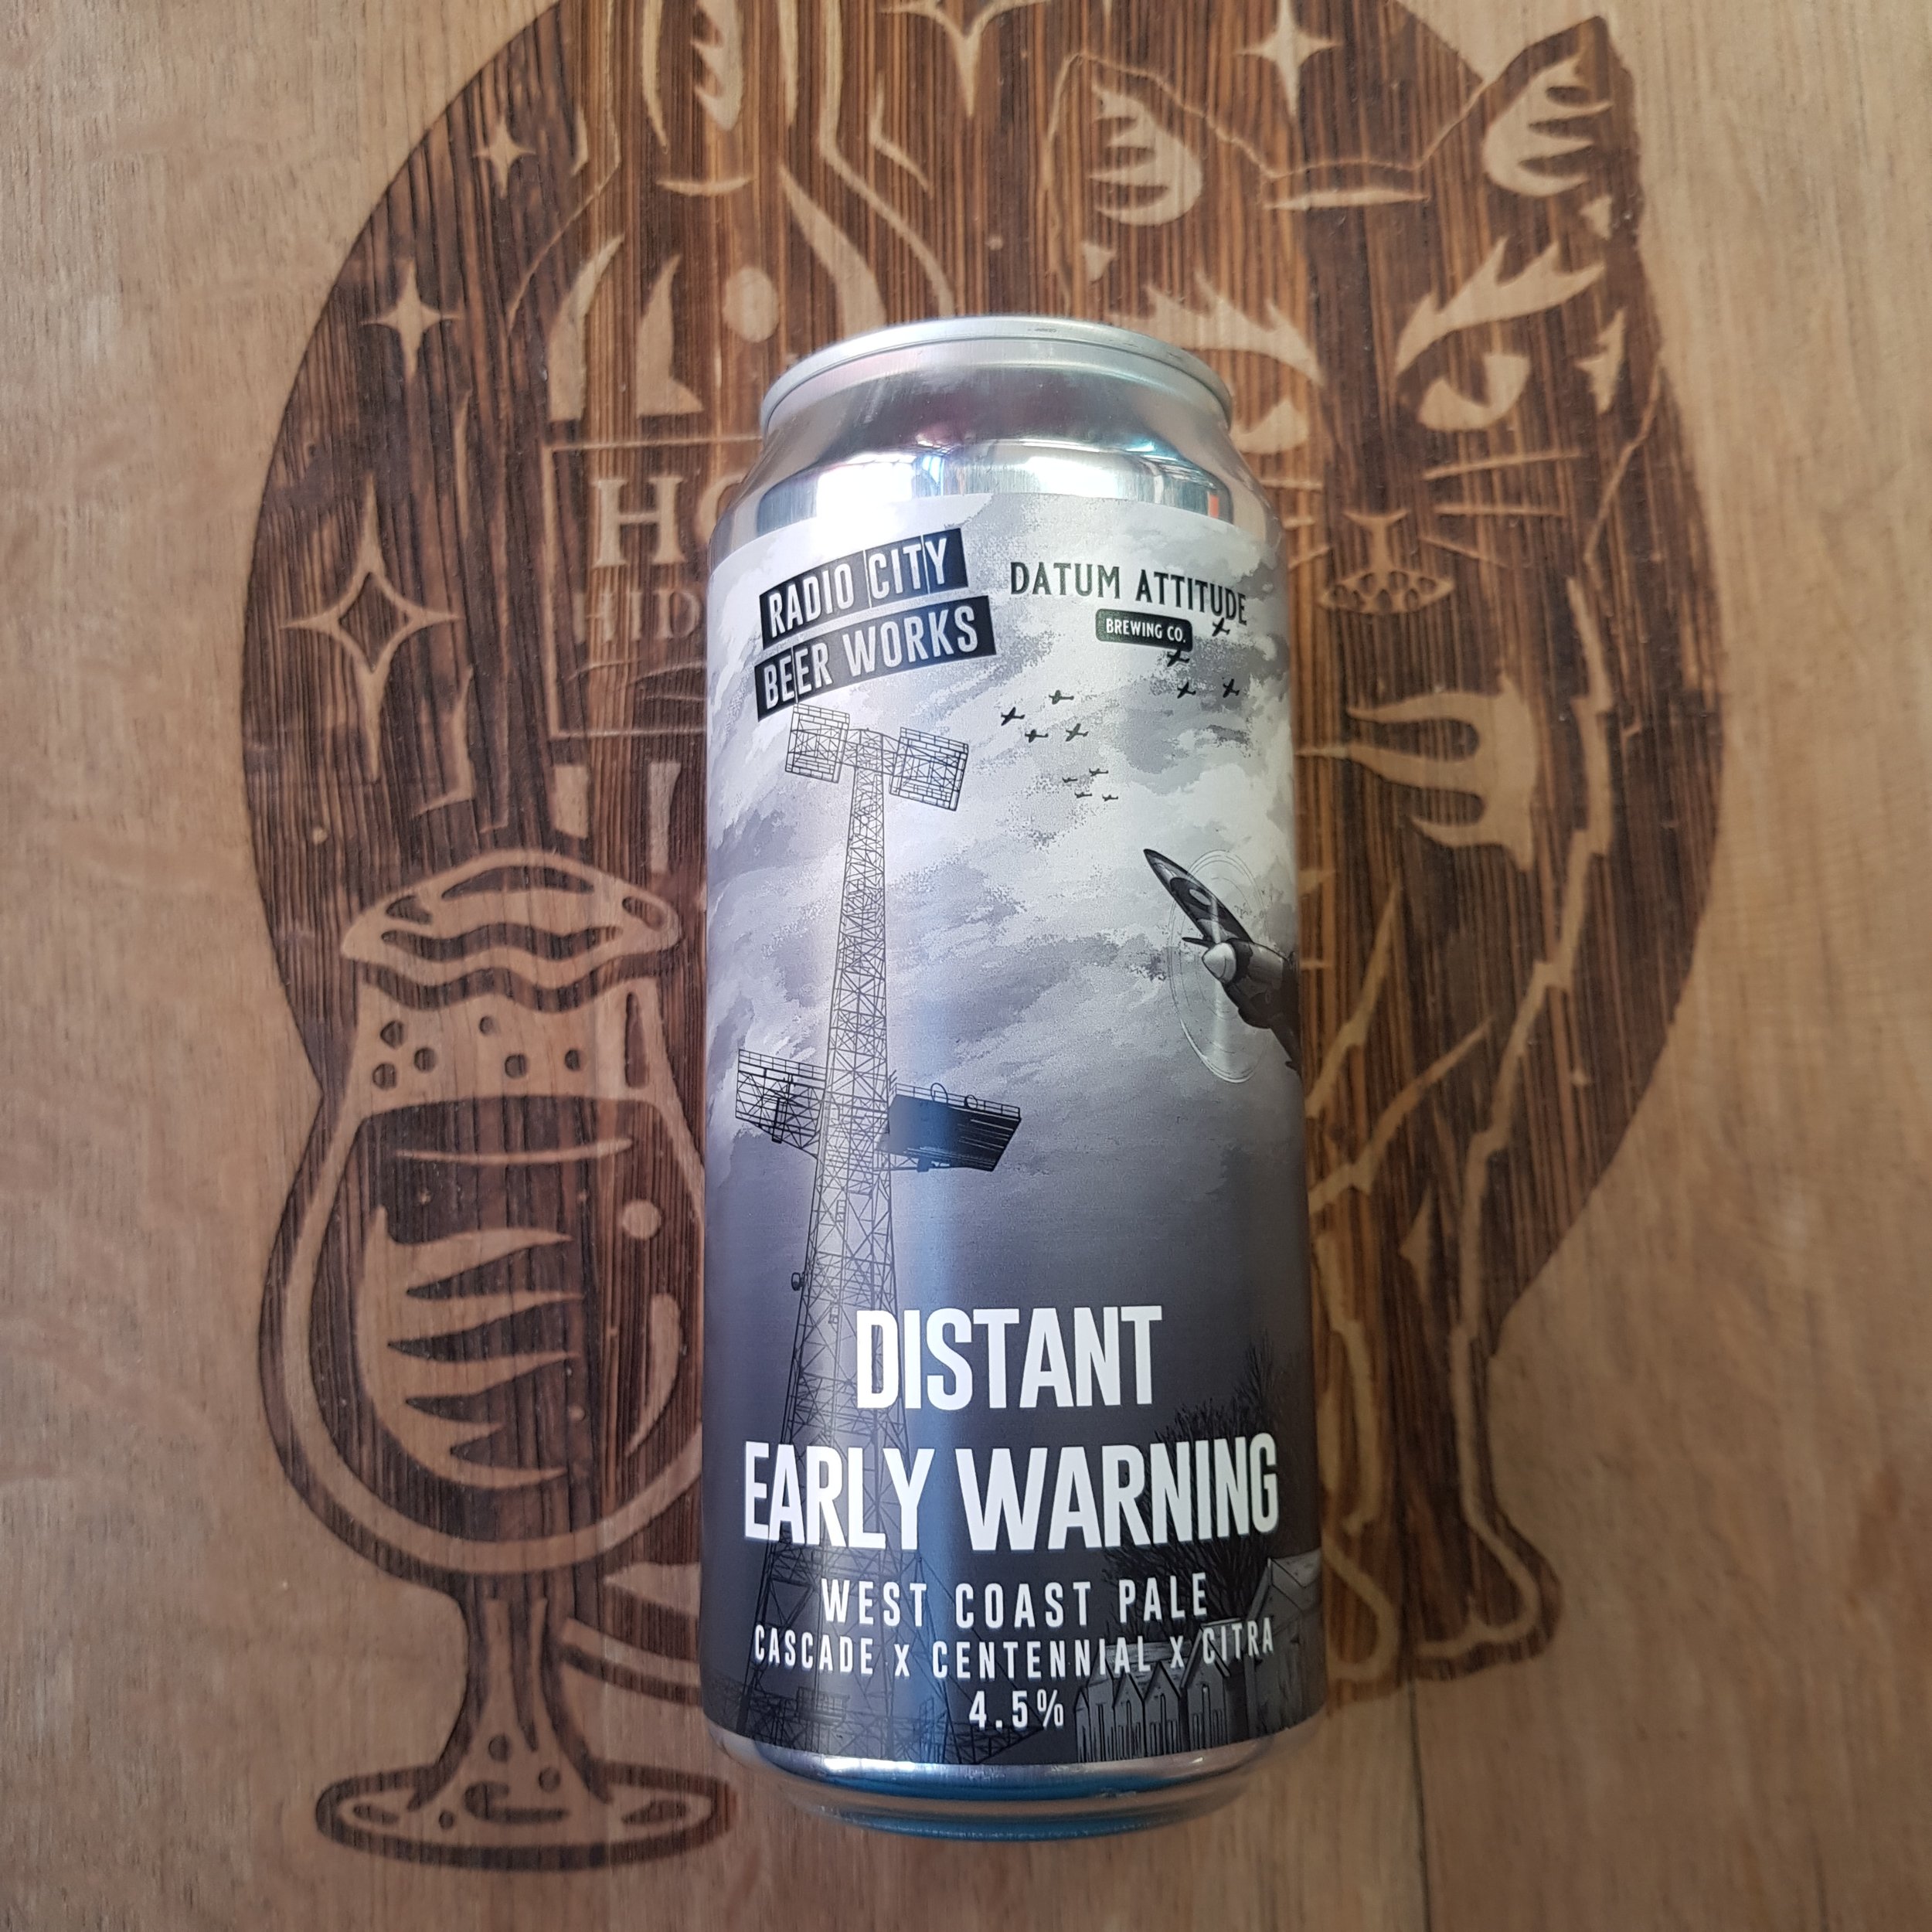 RADIO CITY
BEER WORKS
DATUM ATTITUDE
BREWING CO.
DISTANT
EARLY WARNING
WEST COAST PALE
CASCADE X CENTENNIAL X CITRA
4.5%